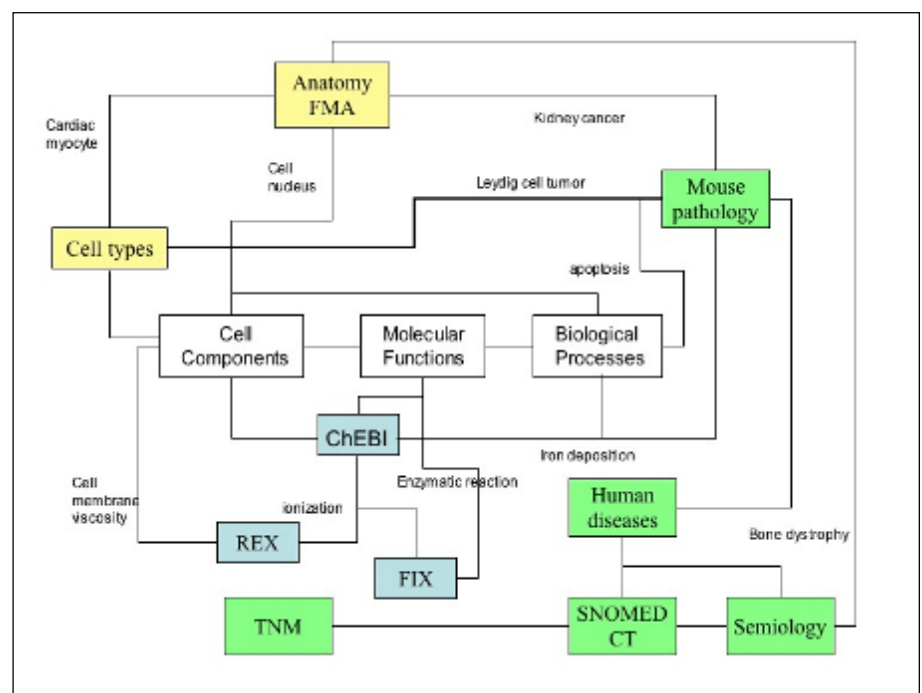 Anatomy
FMA
Cardiac
myocyte
Kidney cancer
Cell
nucleus
Leydig cell tumor
Mouse
pathology
Cell types
apoptosis
Cell
Components
Molecular
Functions
Biological
Processes
ChEBI
Iron deposition
Cell
membrane
viscosity
ionization
Enzymatic reaction
Human
diseases
REX
Bone dystrophy
FIX
TNM
SNOMED
CT
Semiology